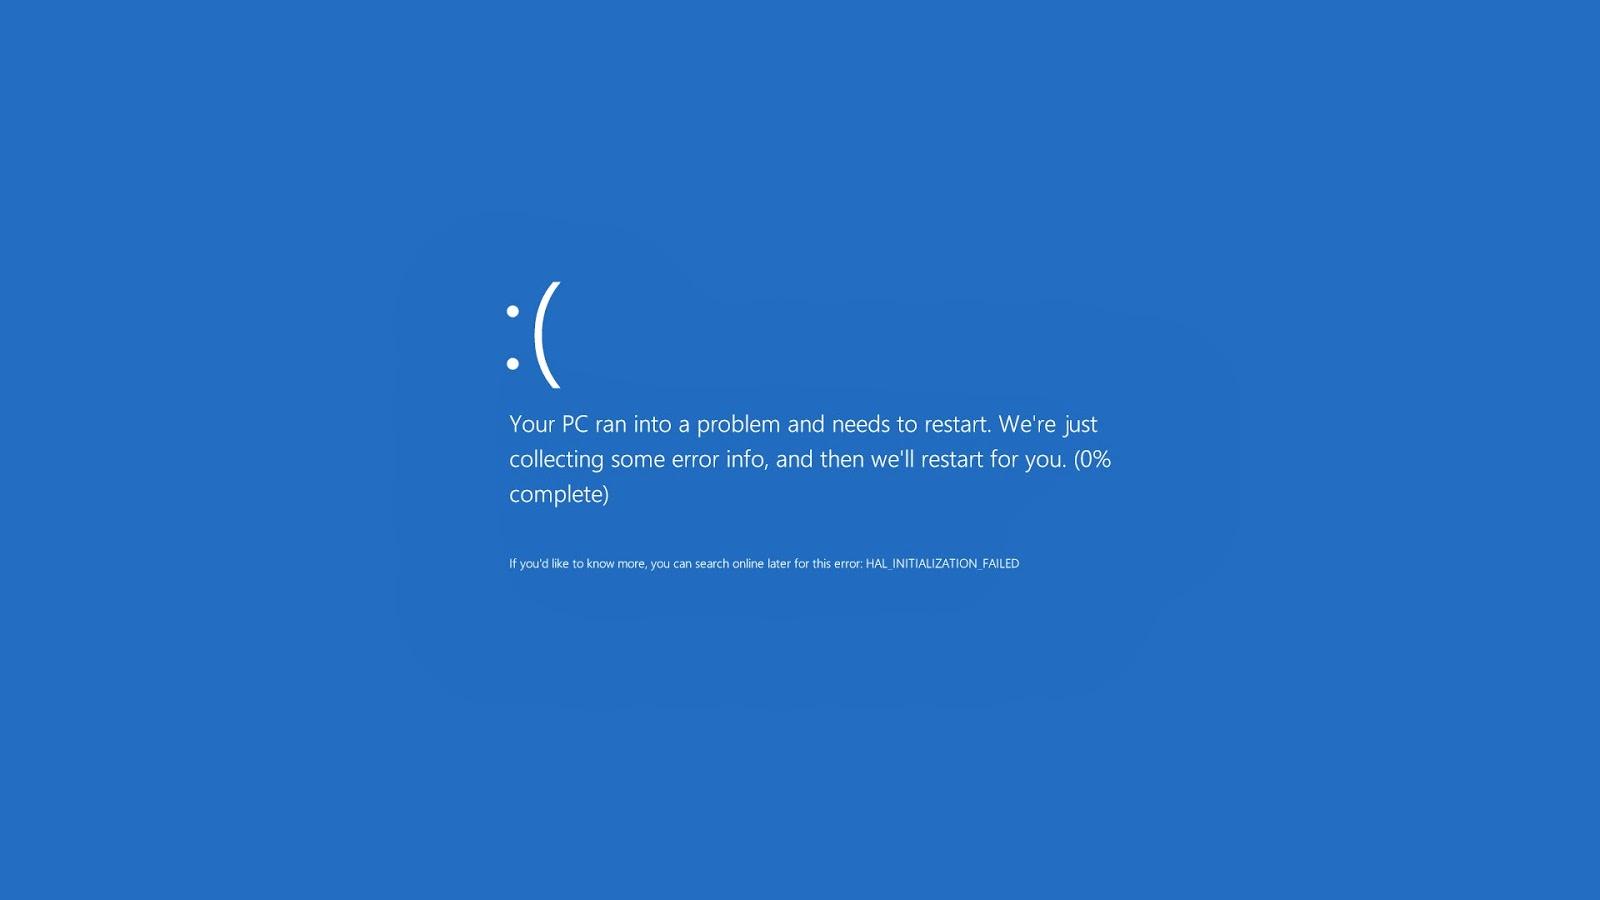 :(
Your PC ran into a problem and needs to restart. We're just
collecting some error info, and then we'll restart for you. (0%
complete)
If you'd like to know more, you can search online later for this error: HAL_INITIALIZATION_FAILED